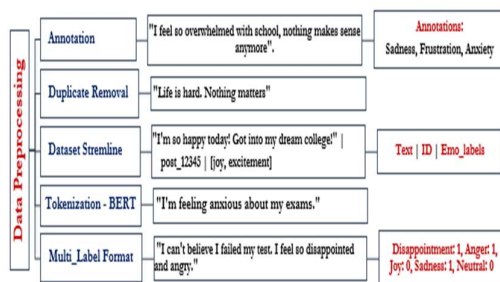 Data Preprocessing
Annotation
"I feel so overwhelmed with school, nothing makes sense
anymore".
Annotations:
Sadness, Frustration, Anxiety
Duplicate Removal
"Life is hard. Nothing matters"
Dataset Stremline
"I'm so happy today! Got into my dream college!" |
post_12345 | [joy, excitement]
Text | ID | Emo_labels
Tokenization - BERT
"I'm feeling anxious about my exams."
Multi_Label Format
"I can't believe I failed my test. I feel so disappointed
and angry."
Disappointment: 1, Anger: 1,
Joy: 0, Sadness: 1, Neutral: 0